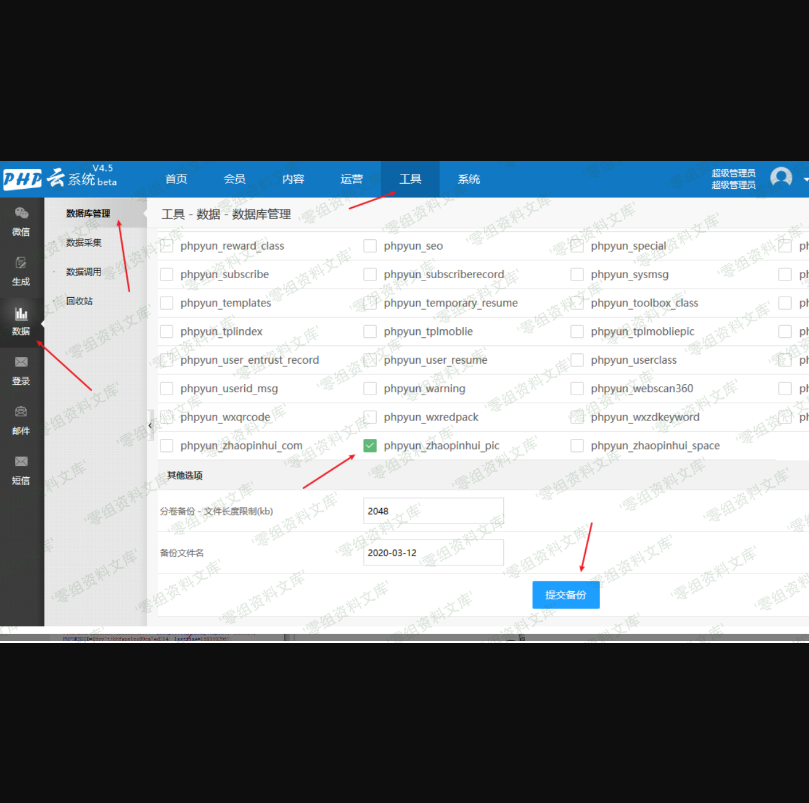 PHP云系统 V4.5 beta
首页 会员 内容 运营 工具 系统
超级管理员
超级管理员
微信
生成
数据
登录
邮件
短信
数据库管理
数据采集
数据调用
回收站
工具 - 数据 - 数据库管理
phpyun_reward_class phpyun_seo phpyun_special
phpyun_subscribe phpyun_subscriberecord phpyun_sysmsg
phpyun_templates phpyun_temporary_resume phpyun_toolbox_class
phpyun_tplindex phpyun_tplmoblie phpyun_tplmobliepic
phpyun_user_entrust_record phpyun_user_resume phpyun_userclass
phpyun_userid_msg phpyun_warning phpyun_webscan360
phpyun_wxqrcode phpyun_wxredpack phpyun_wxzdkeyword
phpyun_zhaopinhui_com phpyun_zhaopinhui_pic phpyun_zhaopinhui_space
其他选项
分卷备份 - 文件长度限制(kb) 2048
备份文件名 2020-03-12
提交备份
零组资料文库